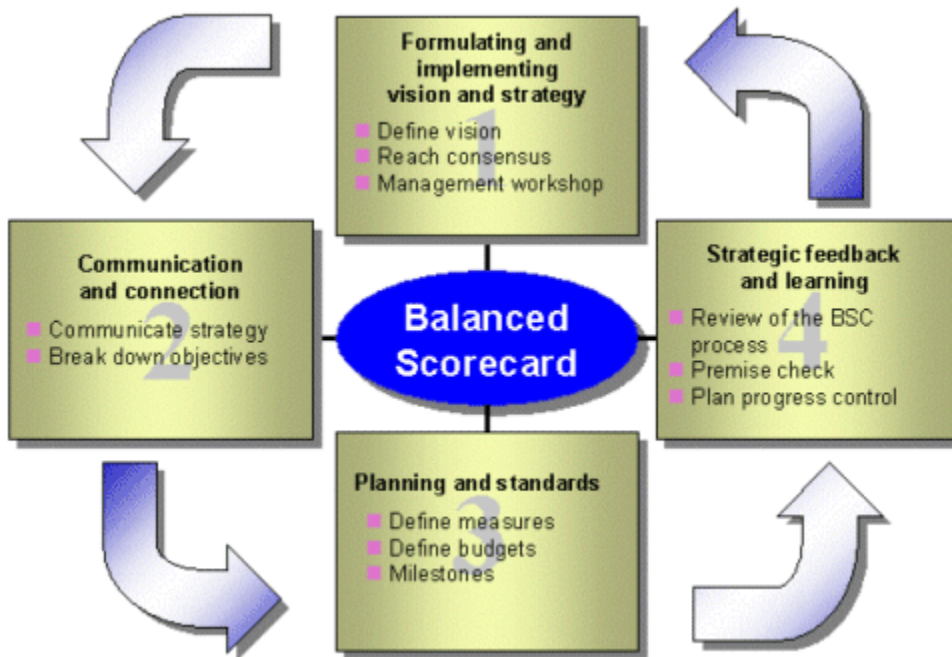 Formulating and
implementing
vision and strategy
1
Define vision
Reach consensus
Management workshop
Communication
and connection
2
Communicate strategy
Break down objectives
Balanced
Scorecard
Strategic feedback
and learning
4
Review of the BSC
process
Premise check
Plan progress control
Planning and standards
3
Define measures
Define budgets
Milestones